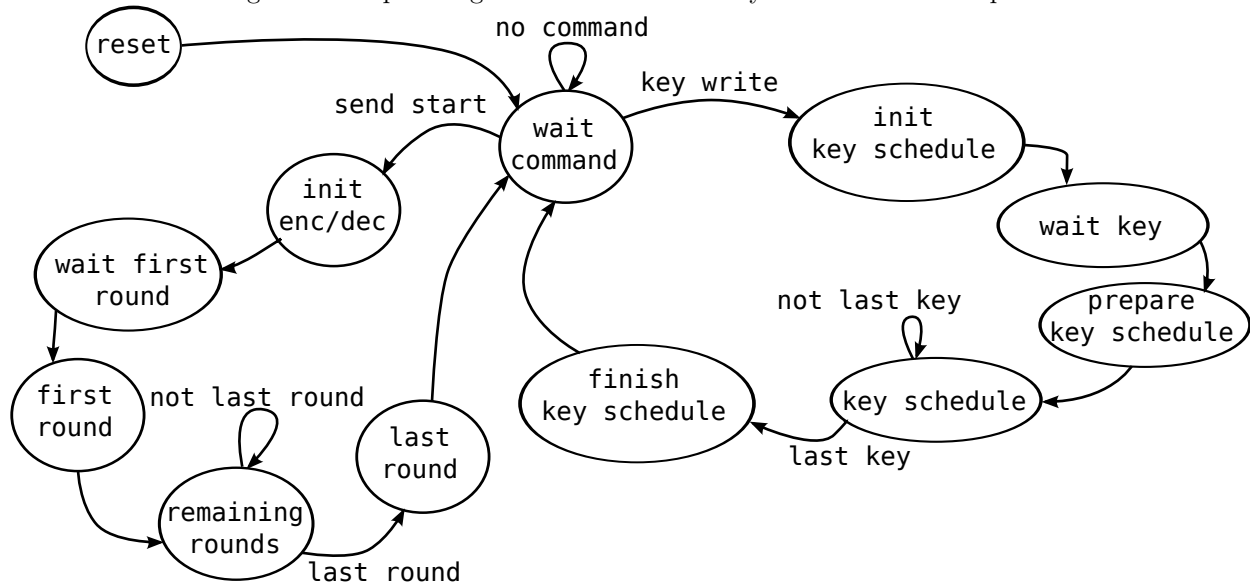 no command
reset
key write
send start
wait
command
init
key schedule
init
enc/dec
wait key
wait first
round
prepare
key schedule
not last key
first
round
not last round
finish
key schedule
key schedule
last
round
last key
remaining
rounds
last round